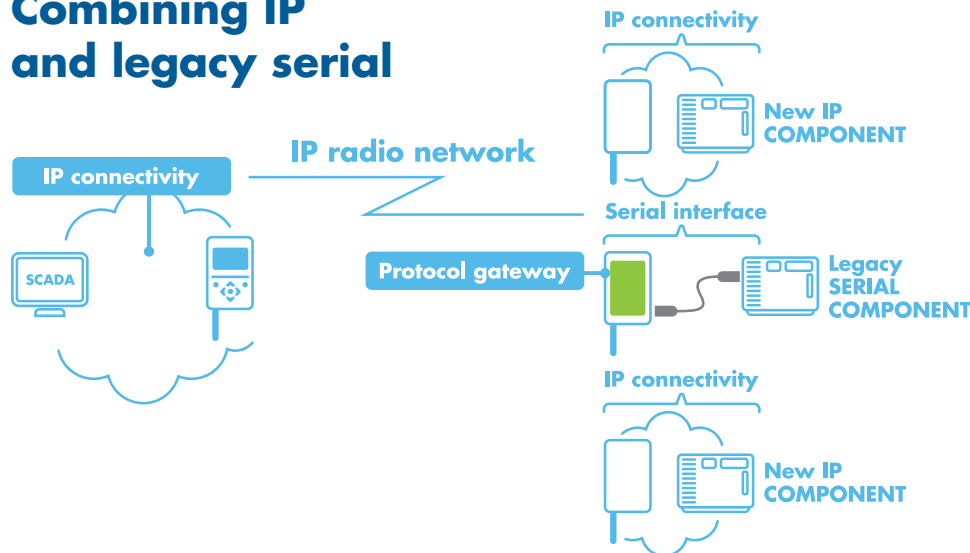 Combining IP
and legacy serial
IP connectivity
New IP
COMPONENT
IP radio network
IP connectivity
SCADA
Serial interface
Protocol gateway
Legacy
SERIAL
COMPONENT
IP connectivity
New IP
COMPONENT